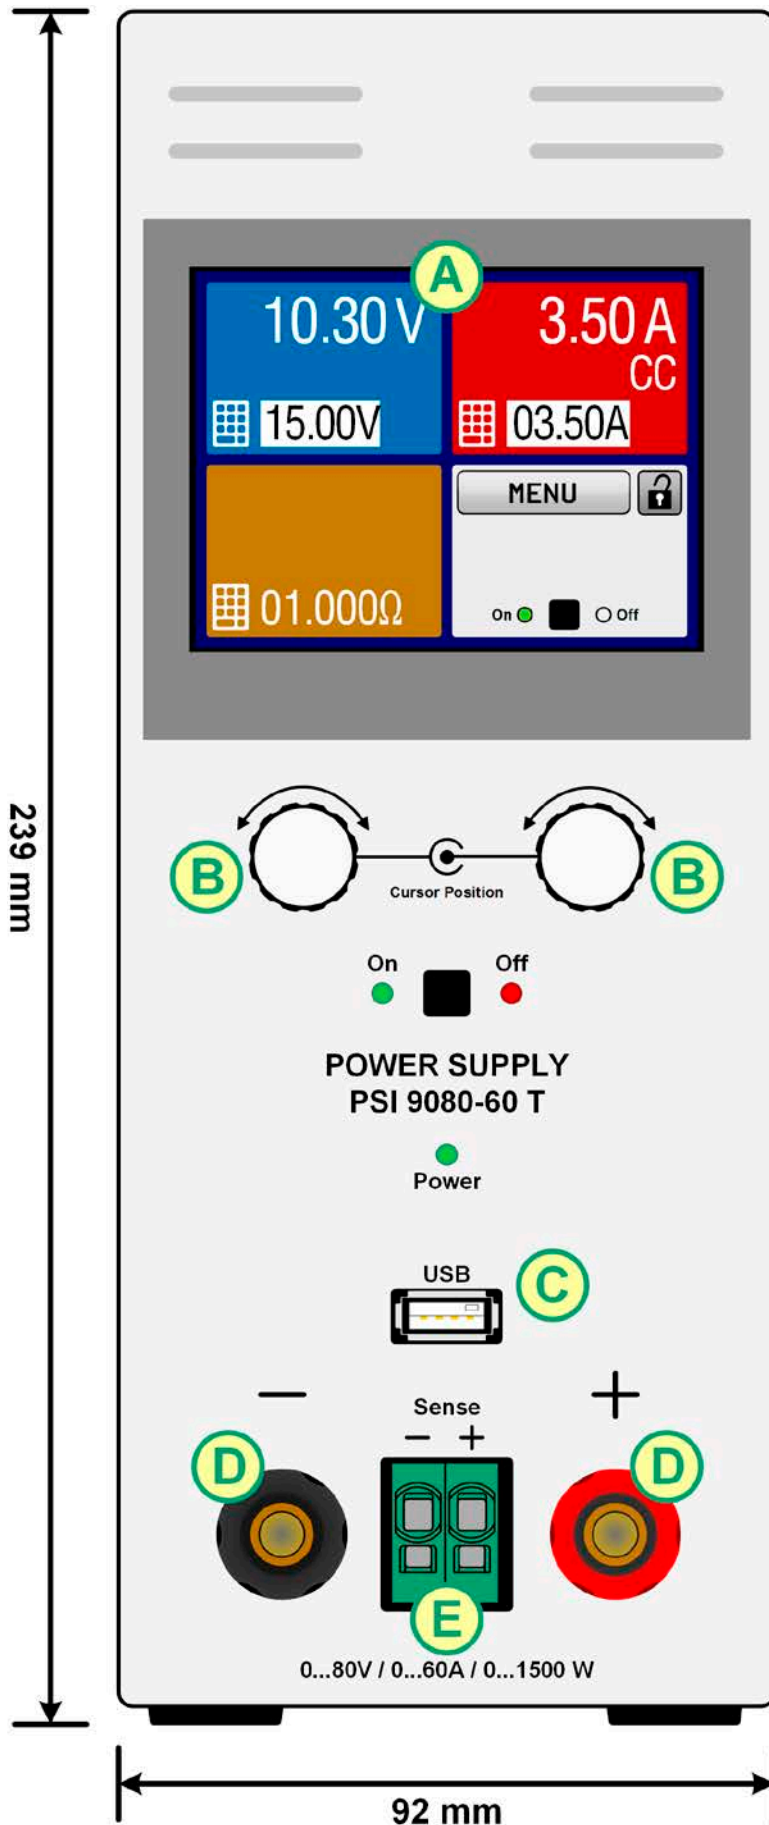 A
10.30 V
3.50 A
CC
15.00V
03.50A
MENU
01.000Ω
On
Off
239 mm
B
B
Cursor Position
On
Off
POWER SUPPLY
PSI 9080-60 T
Power
USB
C
−
Sense
+
− +
D
D
E
0...80V / 0...60A / 0...1500 W
92 mm